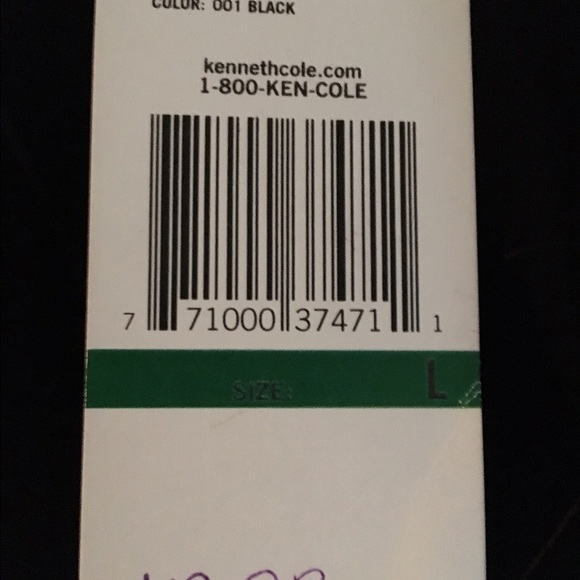 COLOR: 001 BLACK
kennethcole.com
1-800-KEN-COLE
7 71000 37471 1
SIZE: L